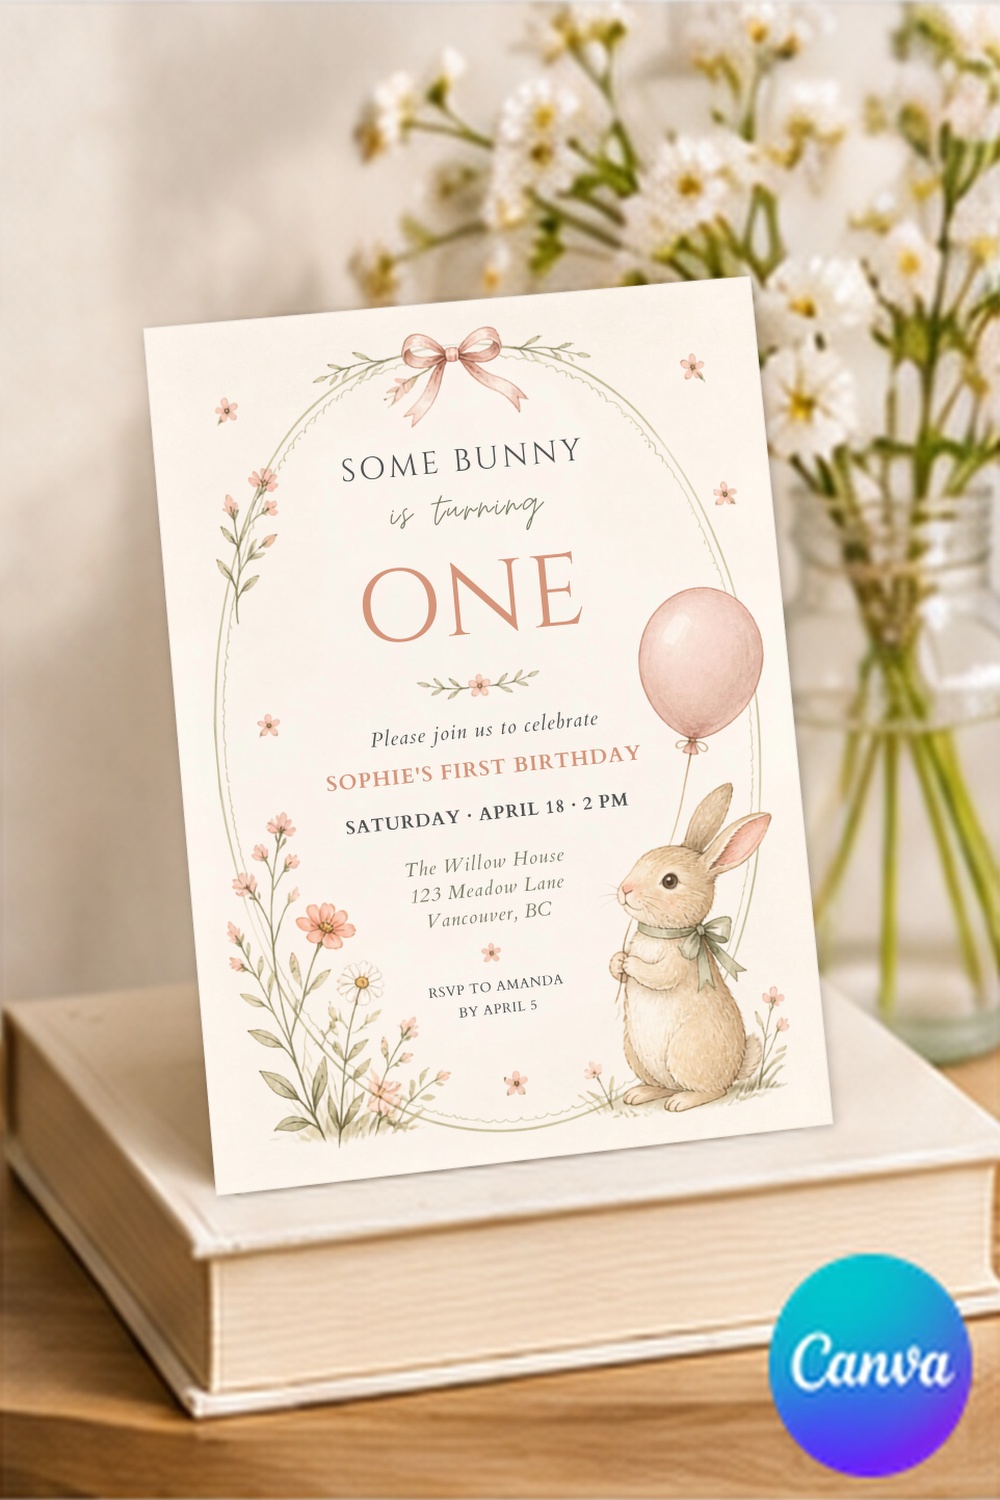 SOME BUNNY
is turning
ONE
Please join us to celebrate
SOPHIE'S FIRST BIRTHDAY
SATURDAY · APRIL 18 · 2 PM
The Willow House
123 Meadow Lane
Vancouver, BC
RSVP TO AMANDA
BY APRIL 5
Canva